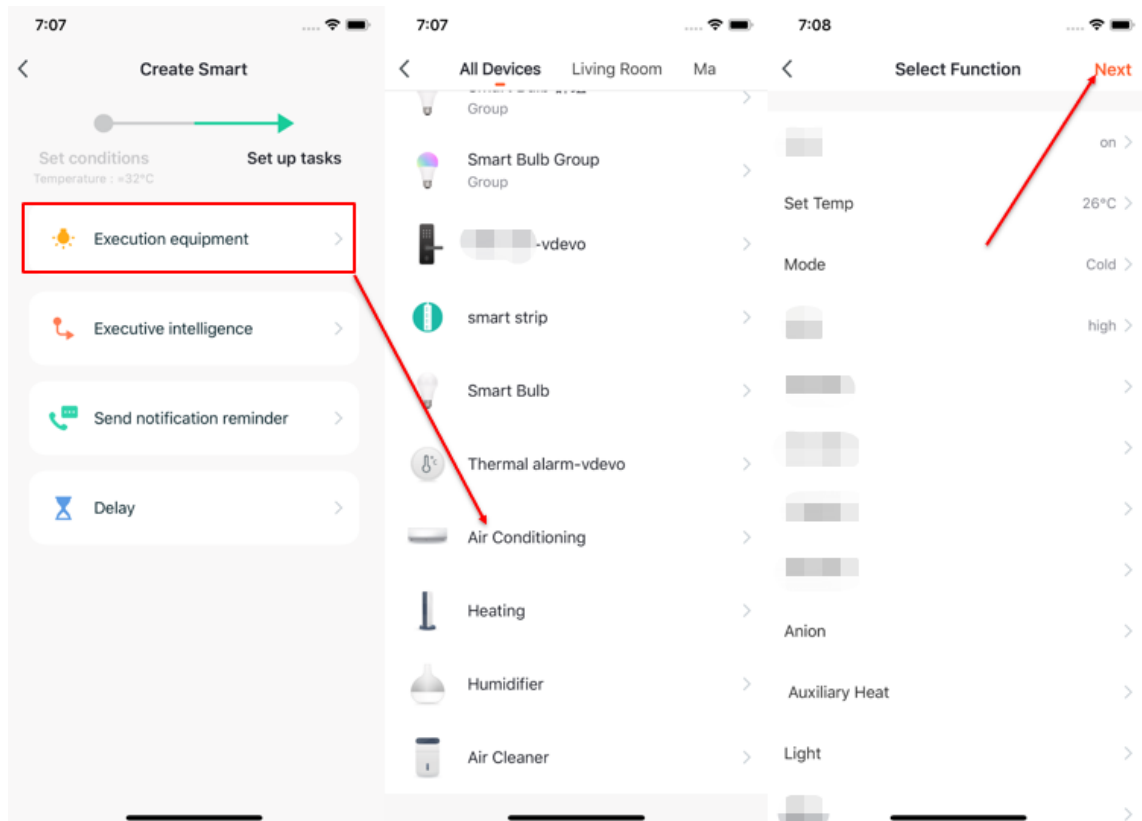 7:07
Create Smart
Set conditions
Set up tasks
Temperature : =32°C
Execution equipment
Executive intelligence
Send notification reminder
Delay
7:07
All Devices Living Room Ma
Group
Smart Bulb Group
Group
-vdevo
smart strip
Smart Bulb
Thermal alarm-vdevo
Air Conditioning
Heating
Humidifier
Air Cleaner
7:08
Select Function Next
on
Set Temp 26°C
Mode Cold
high
Anion
Auxiliary Heat
Light